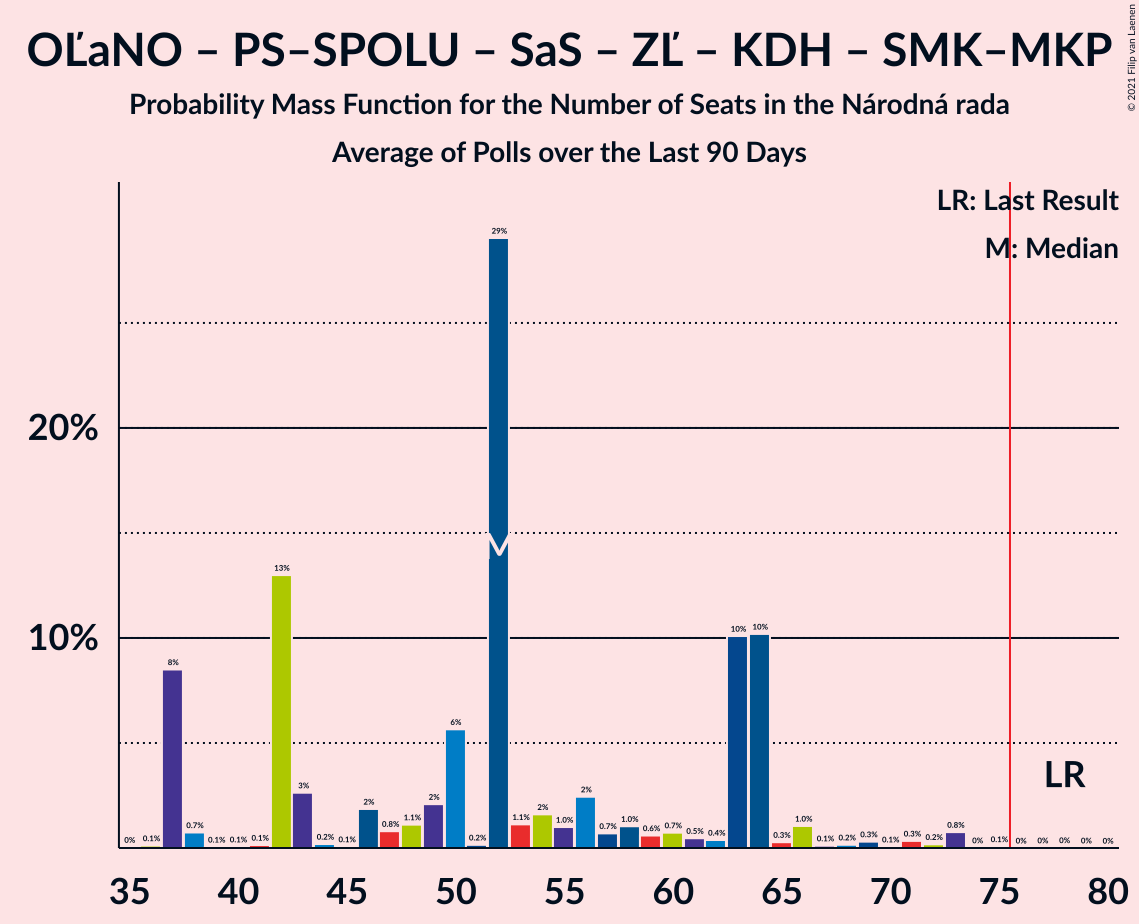 OĽaNO – PS–SPOLU – SaS – ZĽ – KDH – SMK–MKP
Probability Mass Function for the Number of Seats in the Národná rada
Average of Polls over the Last 90 Days
© 2021 Filip van Laenen
LR: Last Result
M: Median
20%
10%
0% 0.1% 8% 0.7% 0.1% 0.1% 0.1% 13% 3% 0.2% 0.1% 2% 0.8% 1.1% 2% 6% 0.2% 29% 1.1% 2% 1.0% 2% 0.7% 1.0% 0.6% 0.7% 0.5% 0.4% 10% 10% 0.3% 1.0% 0.1% 0.2% 0.3% 0.1% 0.3% 0.2% 0.8% 0% 0.1% 0% 0% 0% 0% 0%
LR
35 40 45 50 55 60 65 70 75 80